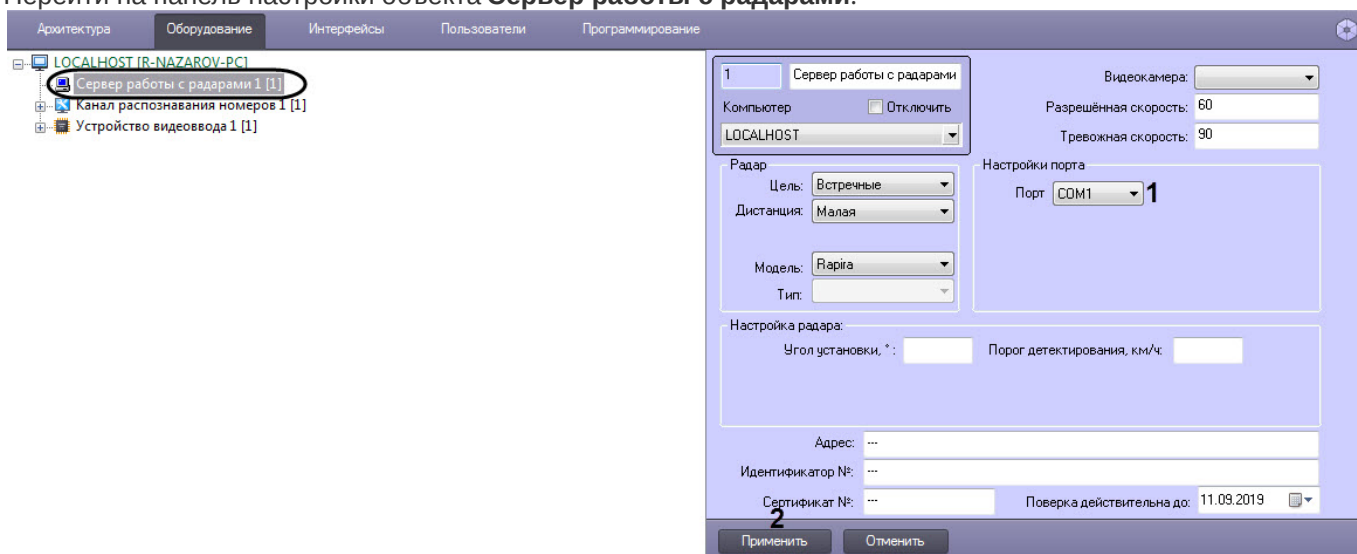 Перейти на панель настройки объекта Сервер работы с радарами.
Архитектура Оборудование Интерфейсы Пользователи Программирование
LOCALHOST [R-NAZAROV-PC]
Сервер работы с радарами 1 [1]
Канал распознавания номеров 1 [1]
Устройство видеоввода 1 [1]
1 Сервер работы с радарами
Компьютер Отключить
LOCALHOST
Видеокамера:
Разрешённая скорость: 60
Тревожная скорость: 90
Радар
Цель: Встречные
Дистанция: Малая
Модель: Rapira
Тип:
Настройки порта
Порт COM1 1
Настройка радара:
Угол установки, ° : Порог детектирования, км/ч:
Адрес: ---
Идентификатор №: ---
Сертификат №: --- Поверка действительна до: 11.09.2019
2
Применить Отменить